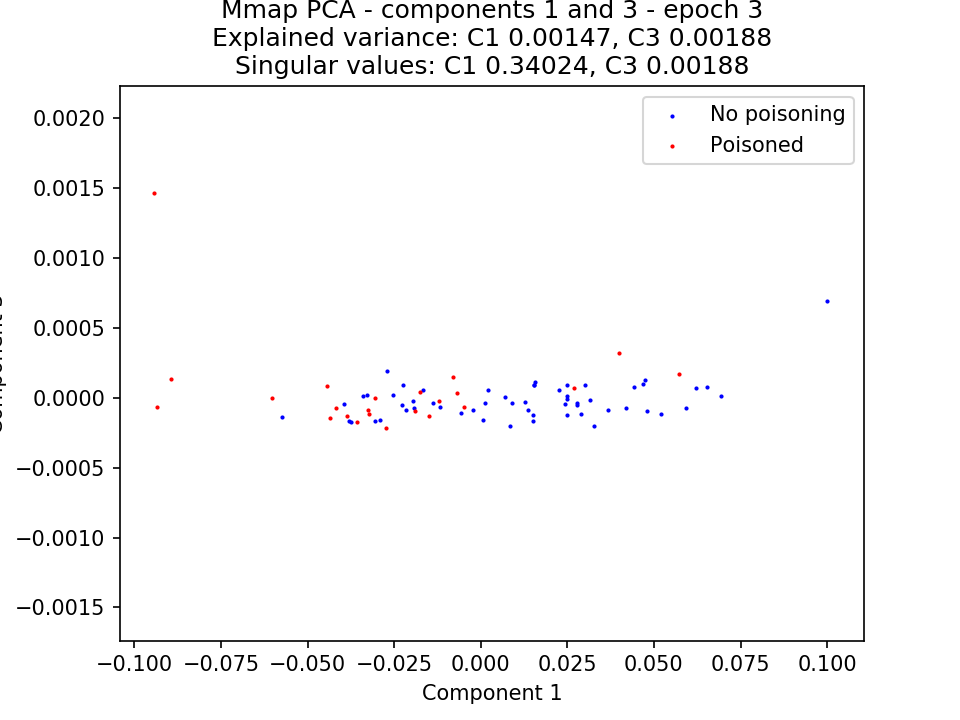 Mmap PCA - components 1 and 3 - epoch 3
Explained variance: C1 0.00147, C3 0.00188
Singular values: C1 0.34024, C3 0.00188
No poisoning
Poisoned
0.0020
0.0015
0.0010
0.0005
0.0000
−0.0005
−0.0010
−0.0015
−0.100 −0.075 −0.050 −0.025 0.000 0.025 0.050 0.075 0.100
Component 1